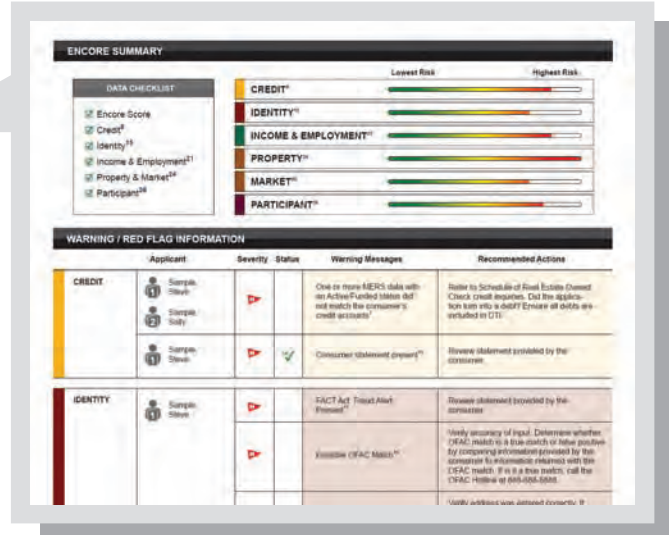 ENCORE SUMMARY
Lowest Risk Highest Risk
DATA CHECKLIST
Encore Score
Credit
Identity
Income & Employment
Property & Market
Participant
CREDIT
IDENTITY
INCOME & EMPLOYMENT
PROPERTY
MARKET
PARTICIPANT
WARNING / RED FLAG INFORMATION
Applicant Severity Status Warning Messages Recommended Actions
CREDIT
1 Sample, Steve
2 Sample, Sally
One or more MERS data with
an Active/Funded status did
not match the consumer's
credit accounts
Refer to Schedule of Real Estate Owned
Check credit inquiries. Did the applica-
tion turn into a debt? Ensure all debts are
included in DTI
1 Sample, Steve
Consumer statement present
Review statement provided by the
consumer
IDENTITY
1 Sample, Steve
FACT Act Fraud Alert
Present
Review statement provided by the
consumer
Possible OFAC Match
Verify accuracy of input. Determine whether
OFAC match is a true match or false positive
by comparing information provided by the
consumer to information returned with the
OFAC match. If it is a true match, call the
OFAC Hotline at
Verify address was entered correctly. If